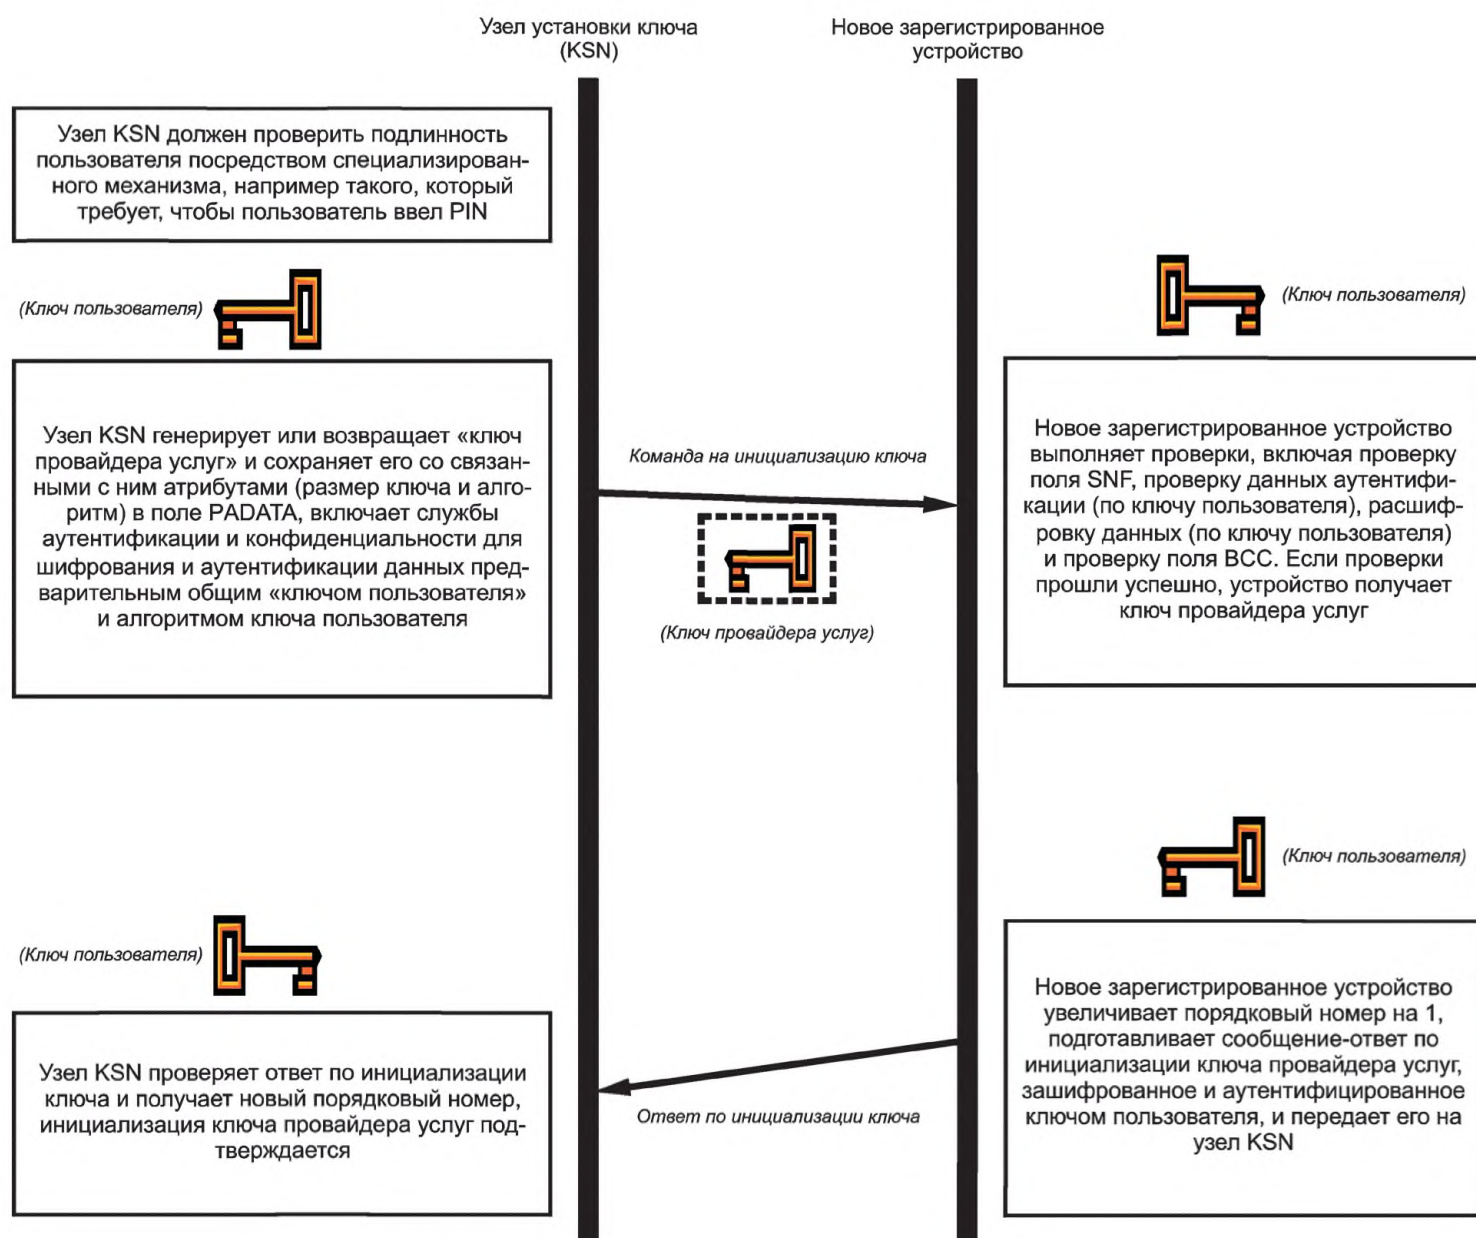 Узел установки ключа
(KSN)
Новое зарегистрированное
устройство
Узел KSN должен проверить подлинность
пользователя посредством специализирован-
ного механизма, например такого, который
требует, чтобы пользователь ввел PIN
(Ключ пользователя)
(Ключ пользователя)
Узел KSN генерирует или возвращает «ключ
провайдера услуг» и сохраняет его со связан-
ными с ним атрибутами (размер ключа и алго-
ритм) в поле PADATA, включает службы
аутентификации и конфиденциальности для
шифрования и аутентификации данных пред-
варительным общим «ключом пользователя»
и алгоритмом ключа пользователя
Команда на инициализацию ключа
(Ключ провайдера услуг)
Новое зарегистрированное устройство
выполняет проверки, включая проверку
поля SNF, проверку данных аутентифи-
кации (по ключу пользователя), расшиф-
ровку данных (по ключу пользователя)
и проверку поля BCC. Если проверки
прошли успешно, устройство получает
ключ провайдера услуг
(Ключ пользователя)
(Ключ пользователя)
Новое зарегистрированное устройство
увеличивает порядковый номер на 1,
подготавливает сообщение-ответ по
инициализации ключа провайдера услуг,
зашифрованное и аутентифицированное
ключом пользователя, и передает его на
узел KSN
Ответ по инициализации ключа
Узел KSN проверяет ответ по инициализации
ключа и получает новый порядковый номер,
инициализация ключа провайдера услуг под-
тверждается